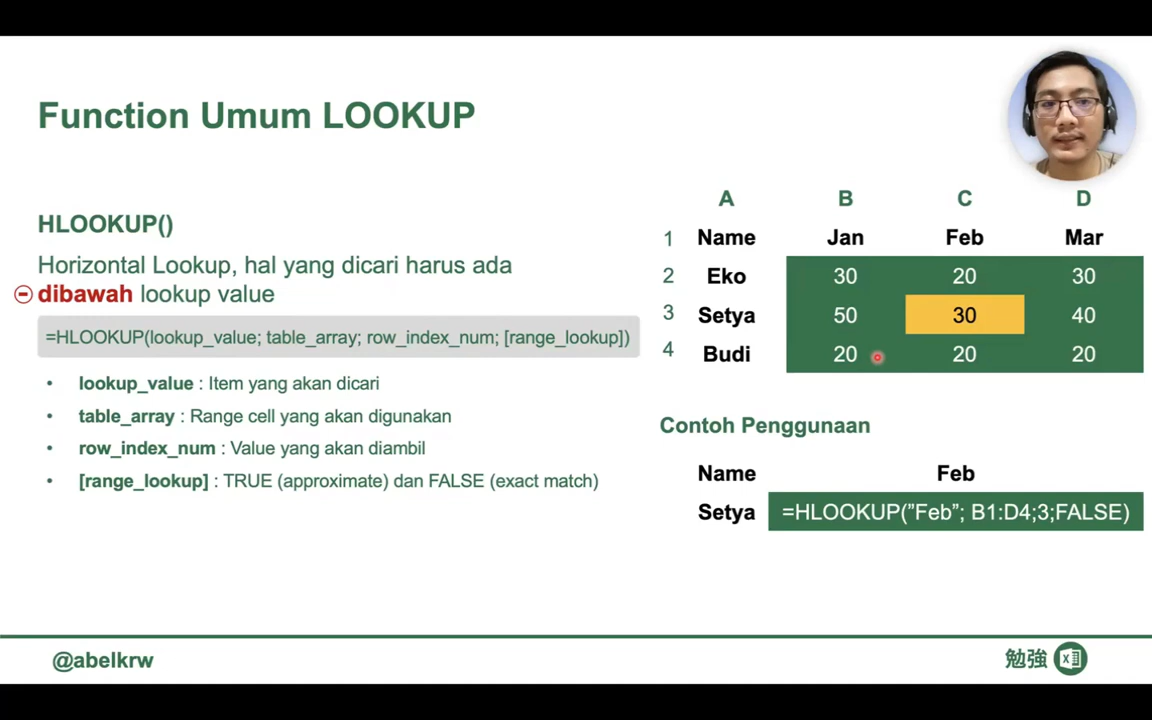 Function Umum LOOKUP
HLOOKUP()
Horizontal Lookup, hal yang dicari harus ada
dibawah lookup value
=HLOOKUP(lookup_value; table_array; row_index_num; [range_lookup])
• lookup_value : Item yang akan dicari
• table_array : Range cell yang akan digunakan
• row_index_num : Value yang akan diambil
• [range_lookup] : TRUE (approximate) dan FALSE (exact match)
A B C D
1 Name Jan Feb Mar
2 Eko 30 20 30
3 Setya 50 30 40
4 Budi 20 20 20
Contoh Penggunaan
Name Feb
Setya =HLOOKUP(”Feb”; B1:D4;3;FALSE)
@abelkrw
勉強 X